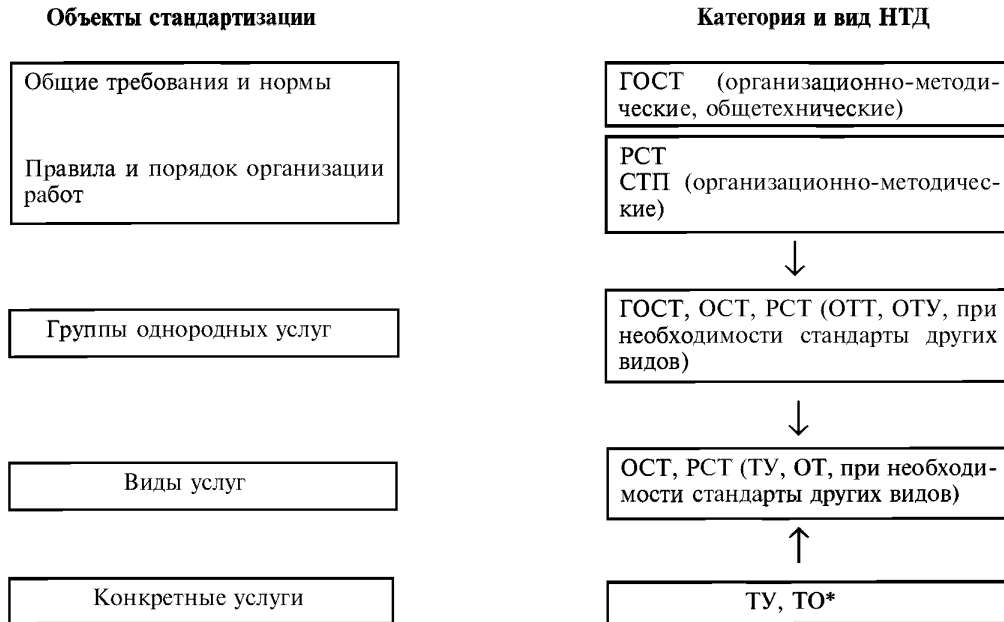 Объекты стандартизации
Категория и вид НТД
Общие требования и нормы
Правила и порядок организации
работ
ГОСТ (организационно-методи-
ческие, общетехнические)
РСТ
СТП (организационно-методичес-
кие)
Группы однородных услуг
ГОСТ, ОСТ, РСТ (ОТТ, ОТУ, при
необходимости стандарты других
видов)
Виды услуг
ОСТ, РСТ (ТУ, ОТ, при необходи-
мости стандарты других видов)
Конкретные услуги
ТУ, ТО*